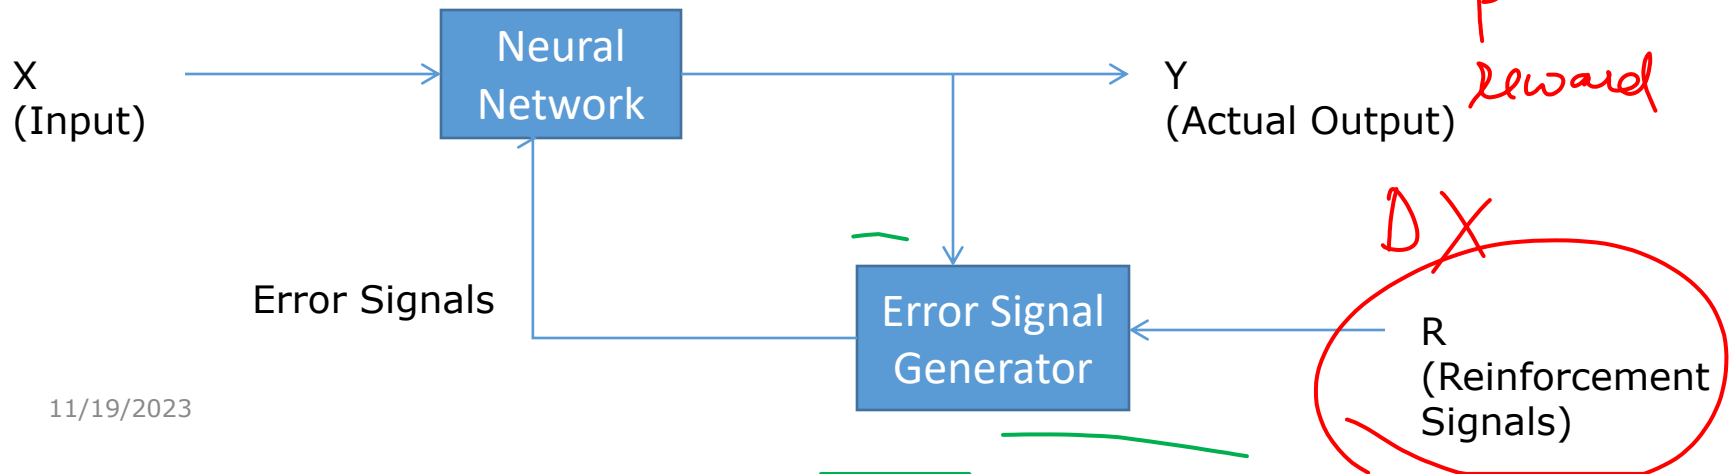 Neural
Network
X
(Input)
Y
(Actual Output)
reward
D X
Error Signals
Error Signal
Generator
R
(Reinforcement
Signals)
11/19/2023